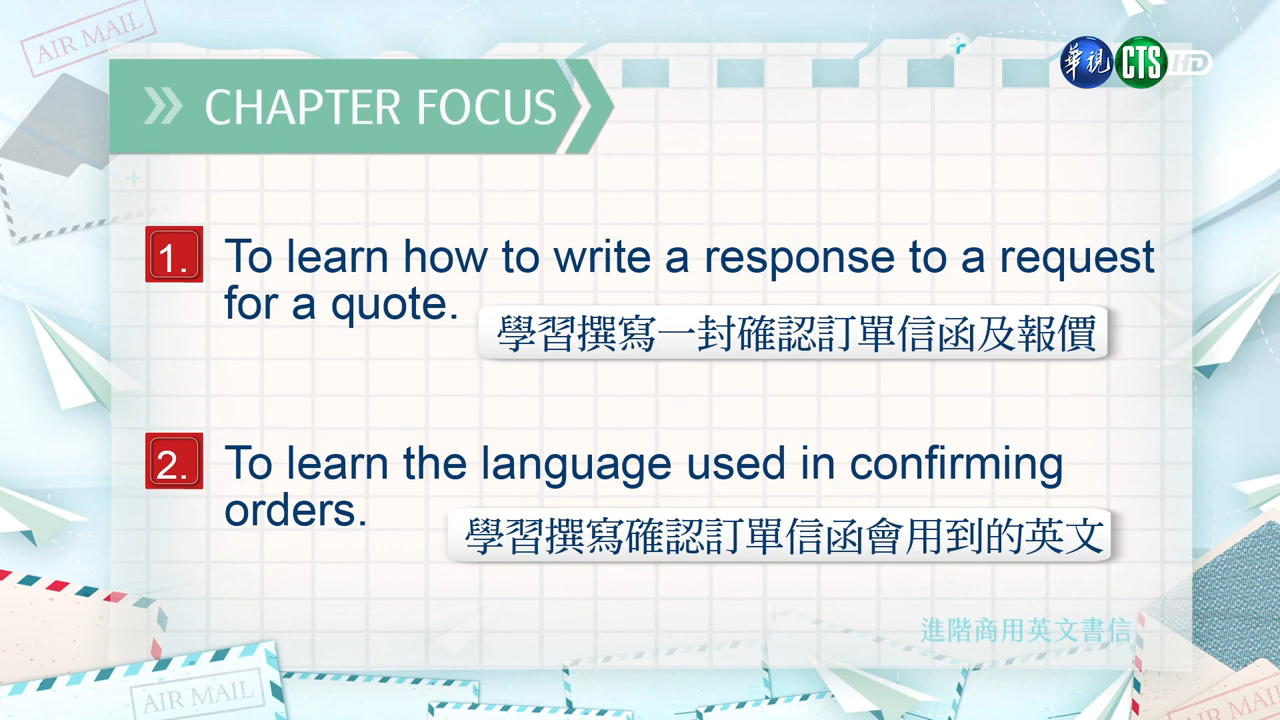 AIR MAIL
華視 CTS HD
CHAPTER FOCUS
1. To learn how to write a response to a request
for a quote.
學習撰寫一封確認訂單信函及報價
2. To learn the language used in confirming
orders.
學習撰寫確認訂單信函會用到的英文
進階商用英文書信
AIR MAIL
AIR MAIL